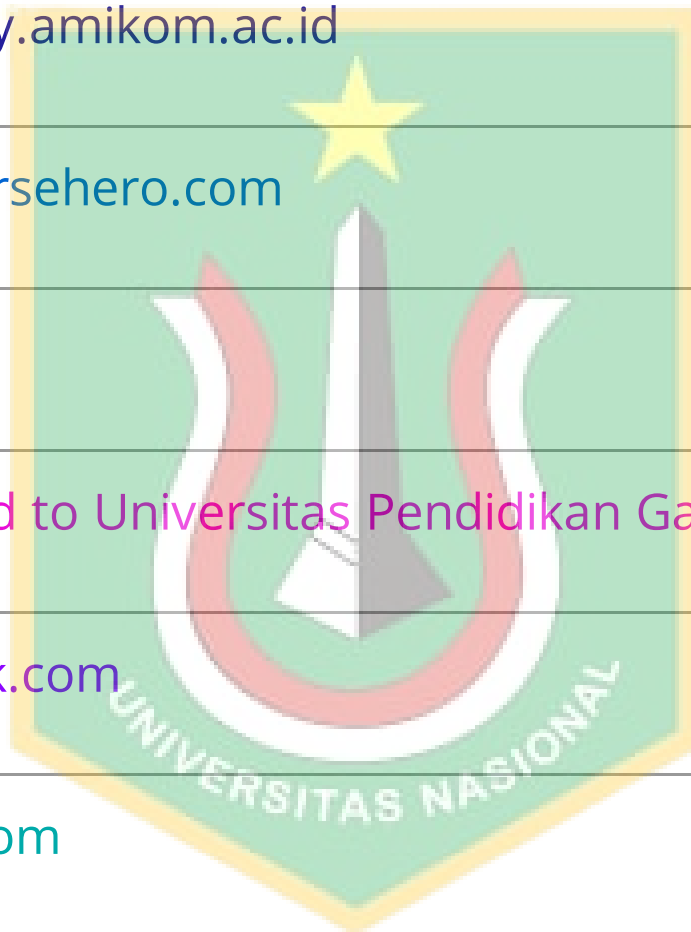 y.amikom.ac.id
rsehero.com
d to Universitas Pendidikan Ga
k.com
om
UNIVERSITAS NASIONAL